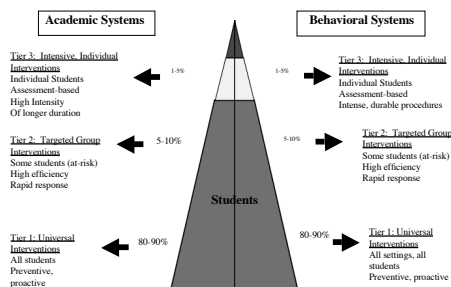 Academic Systems
Behavioral Systems
Tier 3:  Intensive, Individual
Interventions
Individual Students
Assessment-based
High Intensity
Of longer duration
1-5%
1-5%
Tier 3:  Intensive, Individual
Interventions
Individual Students
Assessment-based
Intense, durable procedures
Tier 2:  Targeted Group
Interventions
Some students (at-risk)
High efficiency
Rapid response
5-10%
5-10%
Tier 2:  Targeted Group
Interventions
Some students (at-risk)
High efficiency
Rapid response
Students
Tier 1: Universal
Interventions
All students
Preventive,
proactive
80-90%
80-90%
Tier 1: Universal
Interventions
All settings, all
students
Preventive, proactive